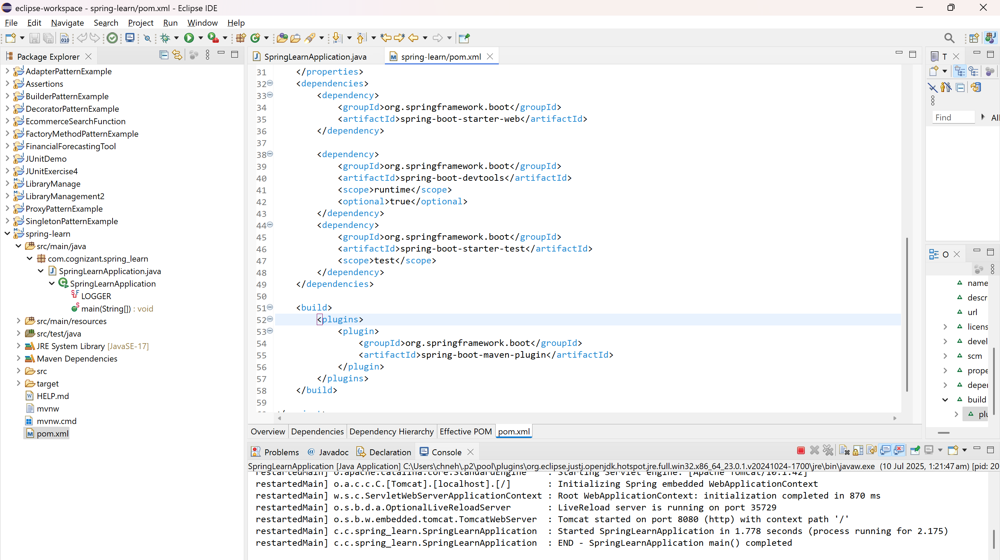 eclipse-workspace - spring-learn/pom.xml - Eclipse IDE
File Edit Navigate Search Project Run Window Help
Package Explorer
AdapterPatternExample
Assertions
BuilderPatternExample
DecoratorPatternExample
EcommerceSearchFunction
FactoryMethodPatternExample
FinancialForecastingTool
JUnitDemo
JUnitExercise4
LibraryManage
LibraryManagement2
ProxyPatternExample
SingletonPatternExample
spring-learn
src/main/java
com.cognizant.spring_learn
SpringLearnApplication.java
SpringLearnApplication
LOGGER
main(String[]) : void
src/main/resources
src/test/java
JRE System Library [JavaSE-17]
Maven Dependencies
src
target
HELP.md
mvnw
mvnw.cmd
pom.xml
SpringLearnApplication.java spring-learn/pom.xml
31 </properties>
32 <dependencies>
33 <dependency>
34 <groupId>org.springframework.boot</groupId>
35 <artifactId>spring-boot-starter-web</artifactId>
36 </dependency>
37
38 <dependency>
39 <groupId>org.springframework.boot</groupId>
40 <artifactId>spring-boot-devtools</artifactId>
41 <scope>runtime</scope>
42 <optional>true</optional>
43 </dependency>
44 <dependency>
45 <groupId>org.springframework.boot</groupId>
46 <artifactId>spring-boot-starter-test</artifactId>
47 <scope>test</scope>
48 </dependency>
49 </dependencies>
50
51 <build>
52 <plugins>
53 <plugin>
54 <groupId>org.springframework.boot</groupId>
55 <artifactId>spring-boot-maven-plugin</artifactId>
56 </plugin>
57 </plugins>
58 </build>
59
Overview Dependencies Dependency Hierarchy Effective POM pom.xml
T
Find All
O
name
descr
url
licens
devel
scm
prope
depen
build
plu
Problems Javadoc Declaration Console
SpringLearnApplication [Java Application] C:\Users\chneh\.p2\pool\plugins\org.eclipse.justj.openjdk.hotspot.jre.full.win32.x86_64_23.0.1.v20241024-1700\jre\bin\javaw.exe (10 Jul 2025, 1:21:47 am) [pid: 20
restartedMain] o.apache.catalina.core.StandardEngine : Starting Servlet engine: [Apache Tomcat/10.1.42]
restartedMain] o.a.c.c.C.[Tomcat].[localhost].[/] : Initializing Spring embedded WebApplicationContext
restartedMain] w.s.c.ServletWebServerApplicationContext : Root WebApplicationContext: initialization completed in 870 ms
restartedMain] o.s.b.d.a.OptionalLiveReloadServer : LiveReload server is running on port 35729
restartedMain] o.s.b.w.embedded.tomcat.TomcatWebServer : Tomcat started on port 8080 (http) with context path '/'
restartedMain] c.c.spring_learn.SpringLearnApplication : Started SpringLearnApplication in 1.778 seconds (process running for 2.175)
restartedMain] c.c.spring_learn.SpringLearnApplication : END - SpringLearnApplication main() completed